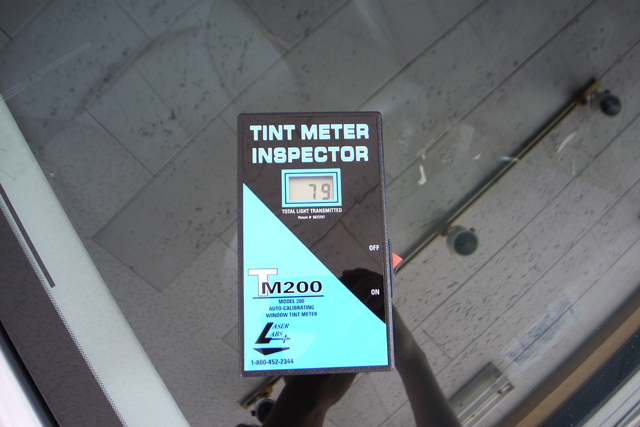 TINT METER
INSPECTOR
79
TOTAL LIGHT TRANSMITTED
OFF
TM200
ON
MODEL 200
AUTO-CALIBRATING
WINDOW TINT METER
LASER
LABS
1-800-452-2344